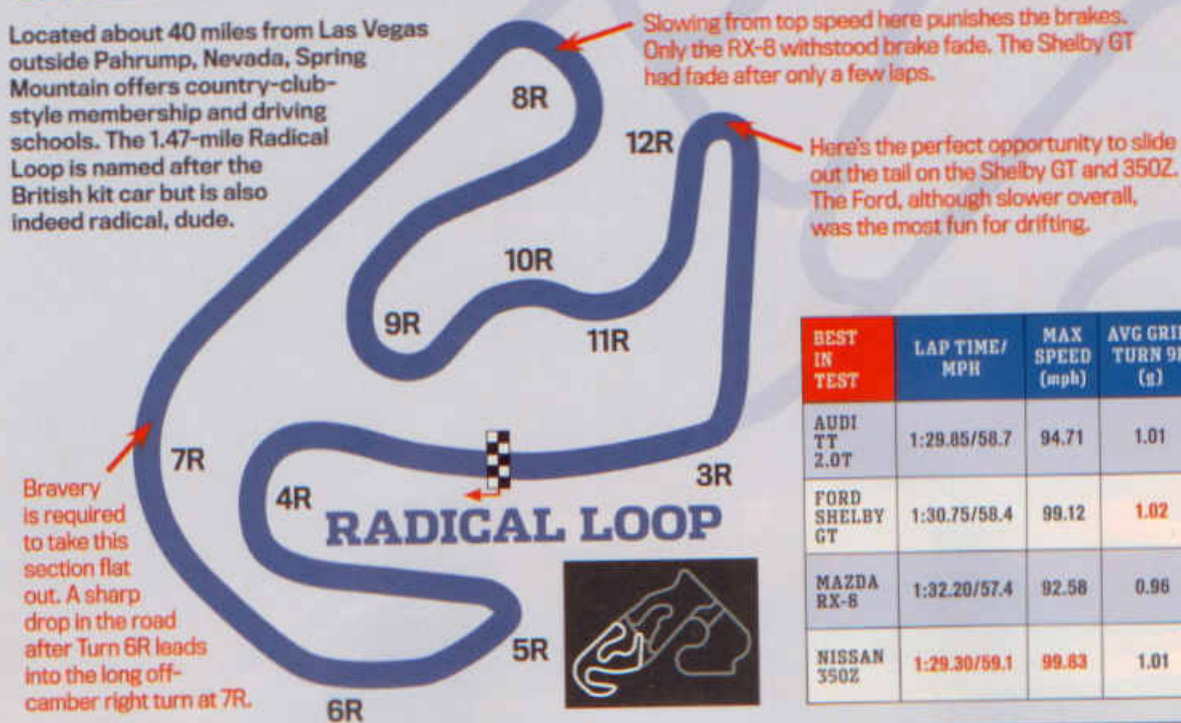 Located about 40 miles from Las Vegas
outside Pahrump, Nevada, Spring
Mountain offers country-club-
style membership and driving
schools. The 1.47-mile Radical
Loop is named after the
British kit car but is also
indeed radical, dude.
Slowing from top speed here punishes the brakes.
Only the RX-8 withstood brake fade. The Shelby GT
had fade after only a few laps.
8R
12R
Here's the perfect opportunity to slide
out the tail on the Shelby GT and 350Z.
The Ford, although slower overall,
was the most fun for drifting.
10R
9R
11R
7R
4R
3R
Bravery
is required
to take this
section flat
out. A sharp
drop in the road
after Turn 6R leads
into the long off-
camber right turn at 7R.
RADICAL LOOP
5R
6R
BEST
IN
TEST
LAP TIME/
MPH
MAX
SPEED
(mph)
AVG GRIP
TURN
(g)
AUDI
TT
2.0T
1:29.85/58.7
94.71
1.01
FORD
SHELBY
GT
1:30.75/58.4
99.12
1.02
MAZDA
RX-8
1:32.20/57.4
92.58
0.96
NISSAN
350Z
1:29.30/59.1
99.63
1.01